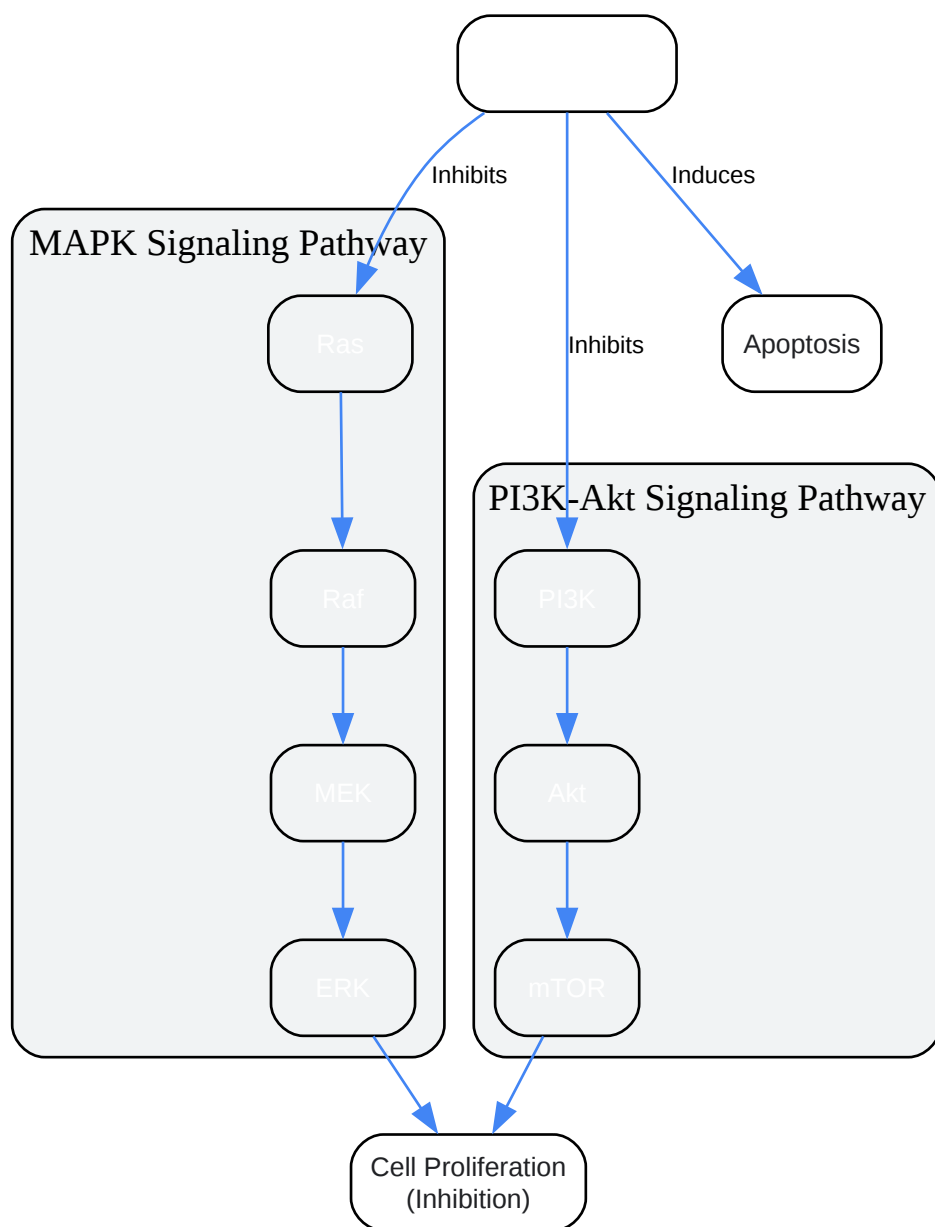 Inhibits
Induces
MAPK Signaling Pathway
Ras
Inhibits
Apoptosis
PI3K-Akt Signaling Pathway
Raf
PI3K
MEK
Akt
ERK
mTOR
Cell Proliferation
(Inhibition)